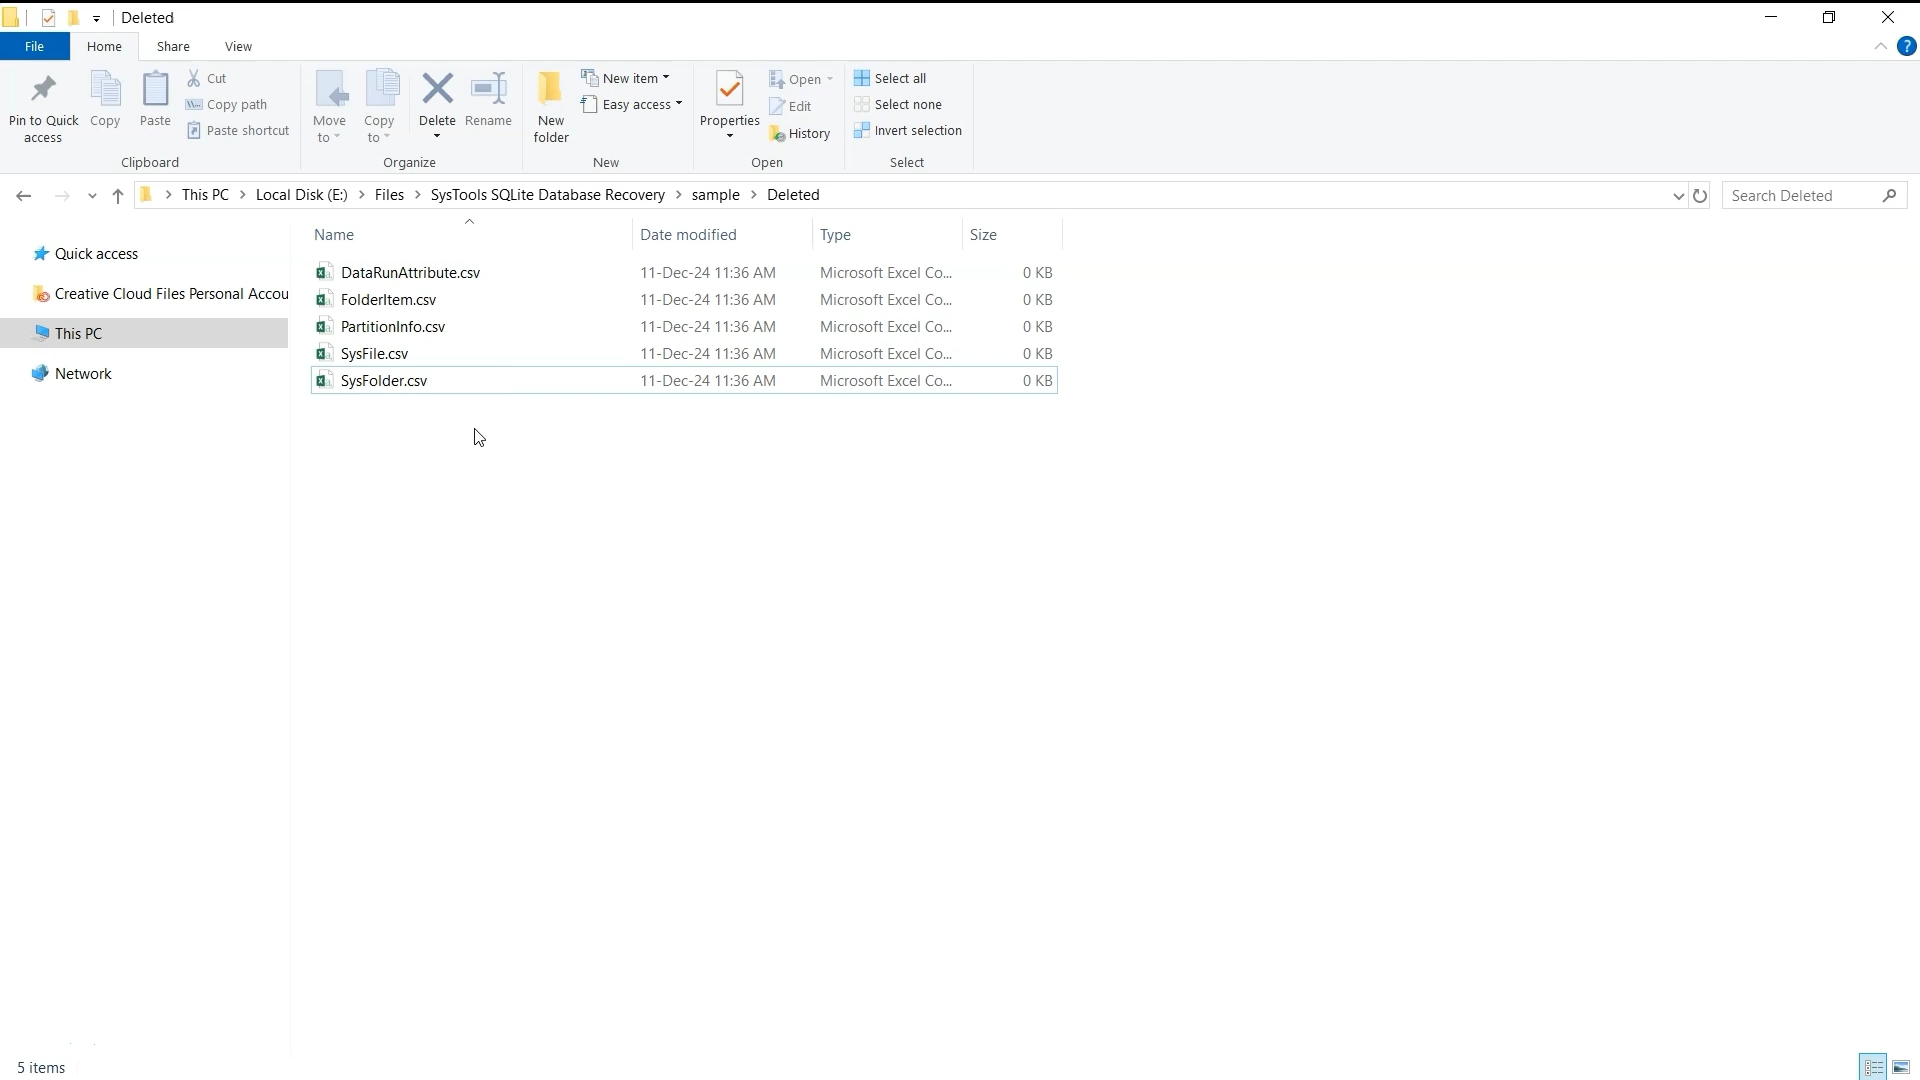 Deleted
File Home Share View
Pin to Quick access
Copy
Paste
Cut
Copy path
Paste shortcut
Clipboard
Move to
Copy to
Delete
Rename
Organize
New folder
New item
Easy access
New
Properties
Open
Edit
History
Open
Select all
Select none
Invert selection
Select
This PC Local Disk (E:) Files SysTools SQLite Database Recovery sample Deleted
Search Deleted
Quick access
Creative Cloud Files Personal Accou
This PC
Network
Name Date modified Type Size
DataRunAttribute.csv 11-Dec-24 11:36 AM Microsoft Excel Co... 0 KB
FolderItem.csv 11-Dec-24 11:36 AM Microsoft Excel Co... 0 KB
PartitionInfo.csv 11-Dec-24 11:36 AM Microsoft Excel Co... 0 KB
SysFile.csv 11-Dec-24 11:36 AM Microsoft Excel Co... 0 KB
SysFolder.csv 11-Dec-24 11:36 AM Microsoft Excel Co... 0 KB
5 items